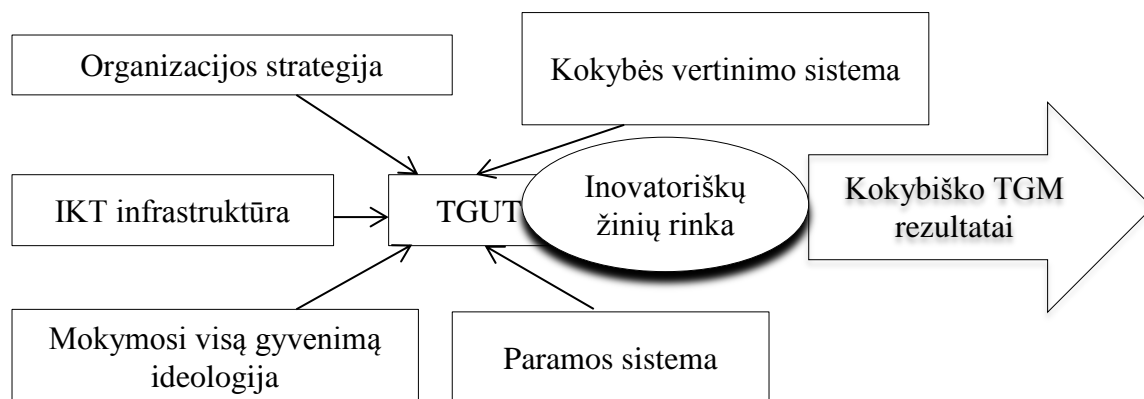 Organizacijos strategija
Kokybės vertinimo sistema
IKT infrastruktūra
TGUT
Inovatoriškų
žinių rinka
Kokybiško TGM
rezultatai
Mokymosi visą gyvenimą
ideologija
Paramos sistema